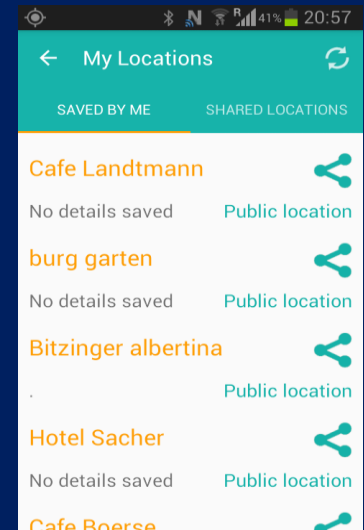 R 41% 20:57
My Locations
SAVED BY ME SHARED LOCATIONS
Cafe Landtmann
No details saved Public location
burg garten
No details saved Public location
Bitzinger albertina
. Public location
Hotel Sacher
No details saved Public location
Cafe Boerse